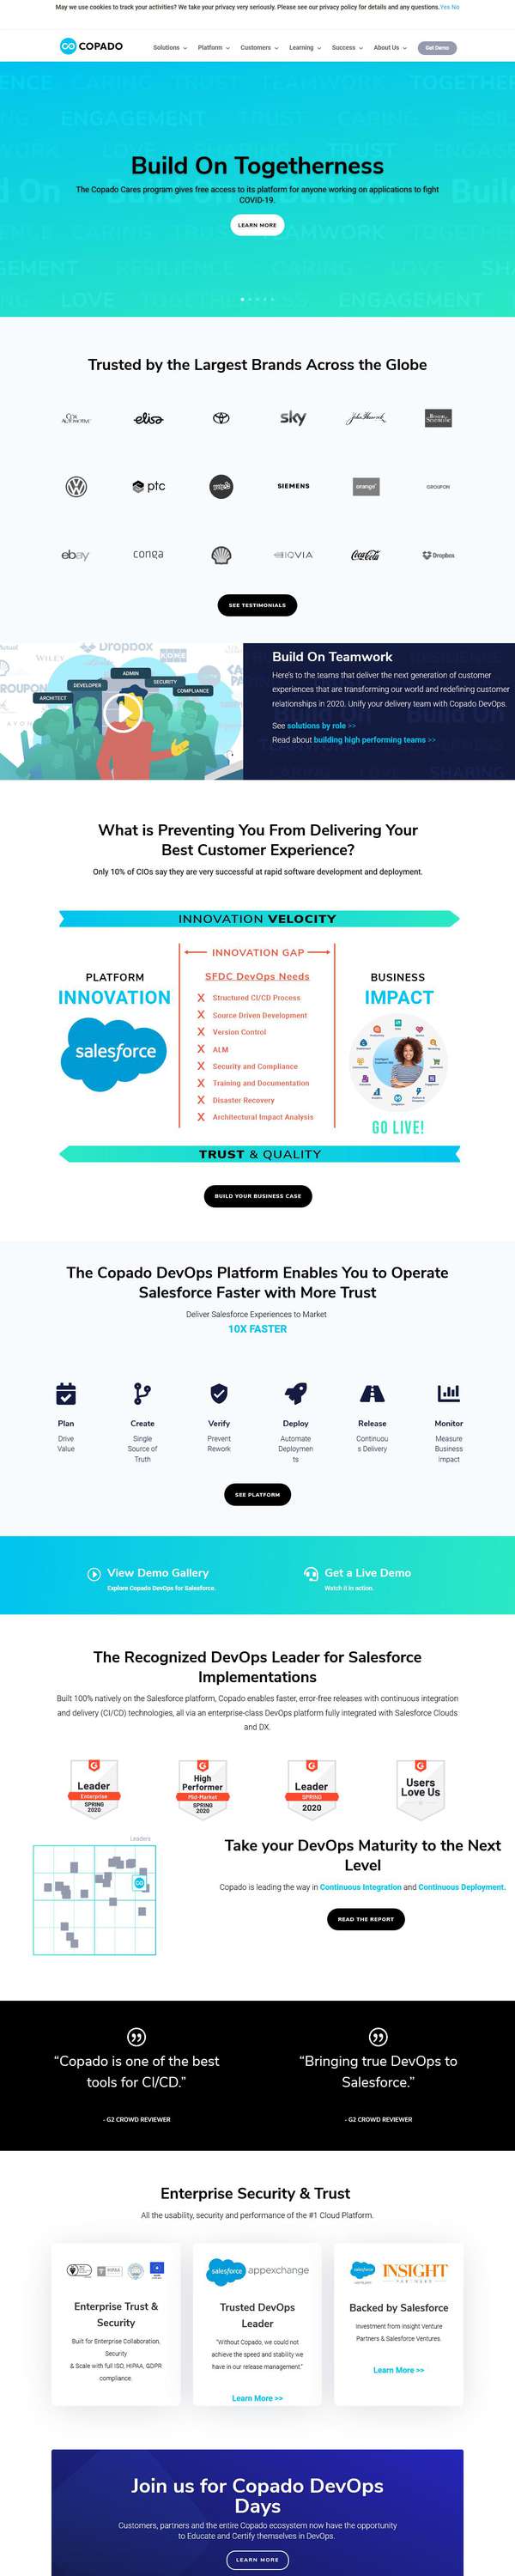 May we use cookies to track your activities? We take your privacy very seriously. Please see our privacy policy for details and any questions. Yes No
COPADO
Solutions
Platform
Customers
Learning
Success
About Us
Get Demo
Build On Togetherness
The Copado Cares program gives free access to its platform for anyone working on applications to fight
COVID-19.
LEARN MORE
Trusted by the Largest Brands Across the Globe
COX AUTOMOTIVE
elisa
sky
John Hancock
Boston Scientific
ptc
SIEMENS
orange
GROUPON
ebay
conga
IQVIA
Coca-Cola
Dropbox
SEE TESTIMONIALS
ARCHITECT
DEVELOPER
ADMIN
SECURITY
COMPLIANCE
Build On Teamwork
Here's to the teams that deliver the next generation of customer
experiences that are transforming our world and redefining customer
relationships in 2020. Unify your delivery team with Copado DevOps.
See solutions by role >>
Read about building high performing teams >>
What is Preventing You From Delivering Your
Best Customer Experience?
Only 10% of CIOs say they are very successful at rapid software development and deployment.
INNOVATION VELOCITY
INNOVATION GAP
PLATFORM
INNOVATION
salesforce
SFDC DevOps Needs
X Structured CI/CD Process
X Source Driven Development
X Version Control
X ALM
X Security and Compliance
X Training and Documentation
X Disaster Recovery
X Architectural Impact Analysis
BUSINESS
IMPACT
GO LIVE!
TRUST & QUALITY
BUILD YOUR BUSINESS CASE
The Copado DevOps Platform Enables You to Operate
Salesforce Faster with More Trust
Deliver Salesforce Experiences to Market
10X FASTER
Plan
Drive
Value
Create
Single
Source of
Truth
Verify
Prevent
Rework
Deploy
Automate
Deploymen
ts
Release
Continuou
s Delivery
Monitor
Measure
Business
Impact
SEE PLATFORM
View Demo Gallery
Explore Copado DevOps for Salesforce.
Get a Live Demo
Watch it in action.
The Recognized DevOps Leader for Salesforce
Implementations
Built 100% natively on the Salesforce platform, Copado enables faster, error-free releases with continuous integration
and delivery (CI/CD) technologies, all via an enterprise-class DevOps platform fully integrated with Salesforce Clouds
and DX.
Leader
Enterprise
SPRING
2020
High
Performer
Mid-Market
SPRING
2020
Leader
SPRING
2020
Users
Love Us
Leaders
Take your DevOps Maturity to the Next
Level
Copado is leading the way in Continuous Integration and Continuous Deployment.
READ THE REPORT
“Copado is one of the best
tools for CI/CD.”
- G2 CROWD REVIEWER
“Bringing true DevOps to
Salesforce.”
- G2 CROWD REVIEWER
Enterprise Security & Trust
All the usability, security and performance of the #1 Cloud Platform.
HIPAA
Enterprise Trust &
Security
Built for Enterprise Collaboration,
Security
& Scale with full ISO, HIPAA, GDPR
compliance.
salesforce appexchange
Trusted DevOps
Leader
"Without Copado, we could not
achieve the speed and stability we
have in our release management."
Learn More >>
salesforce
INSIGHT
PARTNERS
Backed by Salesforce
Investment from Insight Venture
Partners & Salesforce Ventures.
Learn More >>
Join us for Copado DevOps
Days
Customers, partners and the entire Copado ecosystem now have the opportunity
to Educate and Certify themselves in DevOps.
LEARN MORE